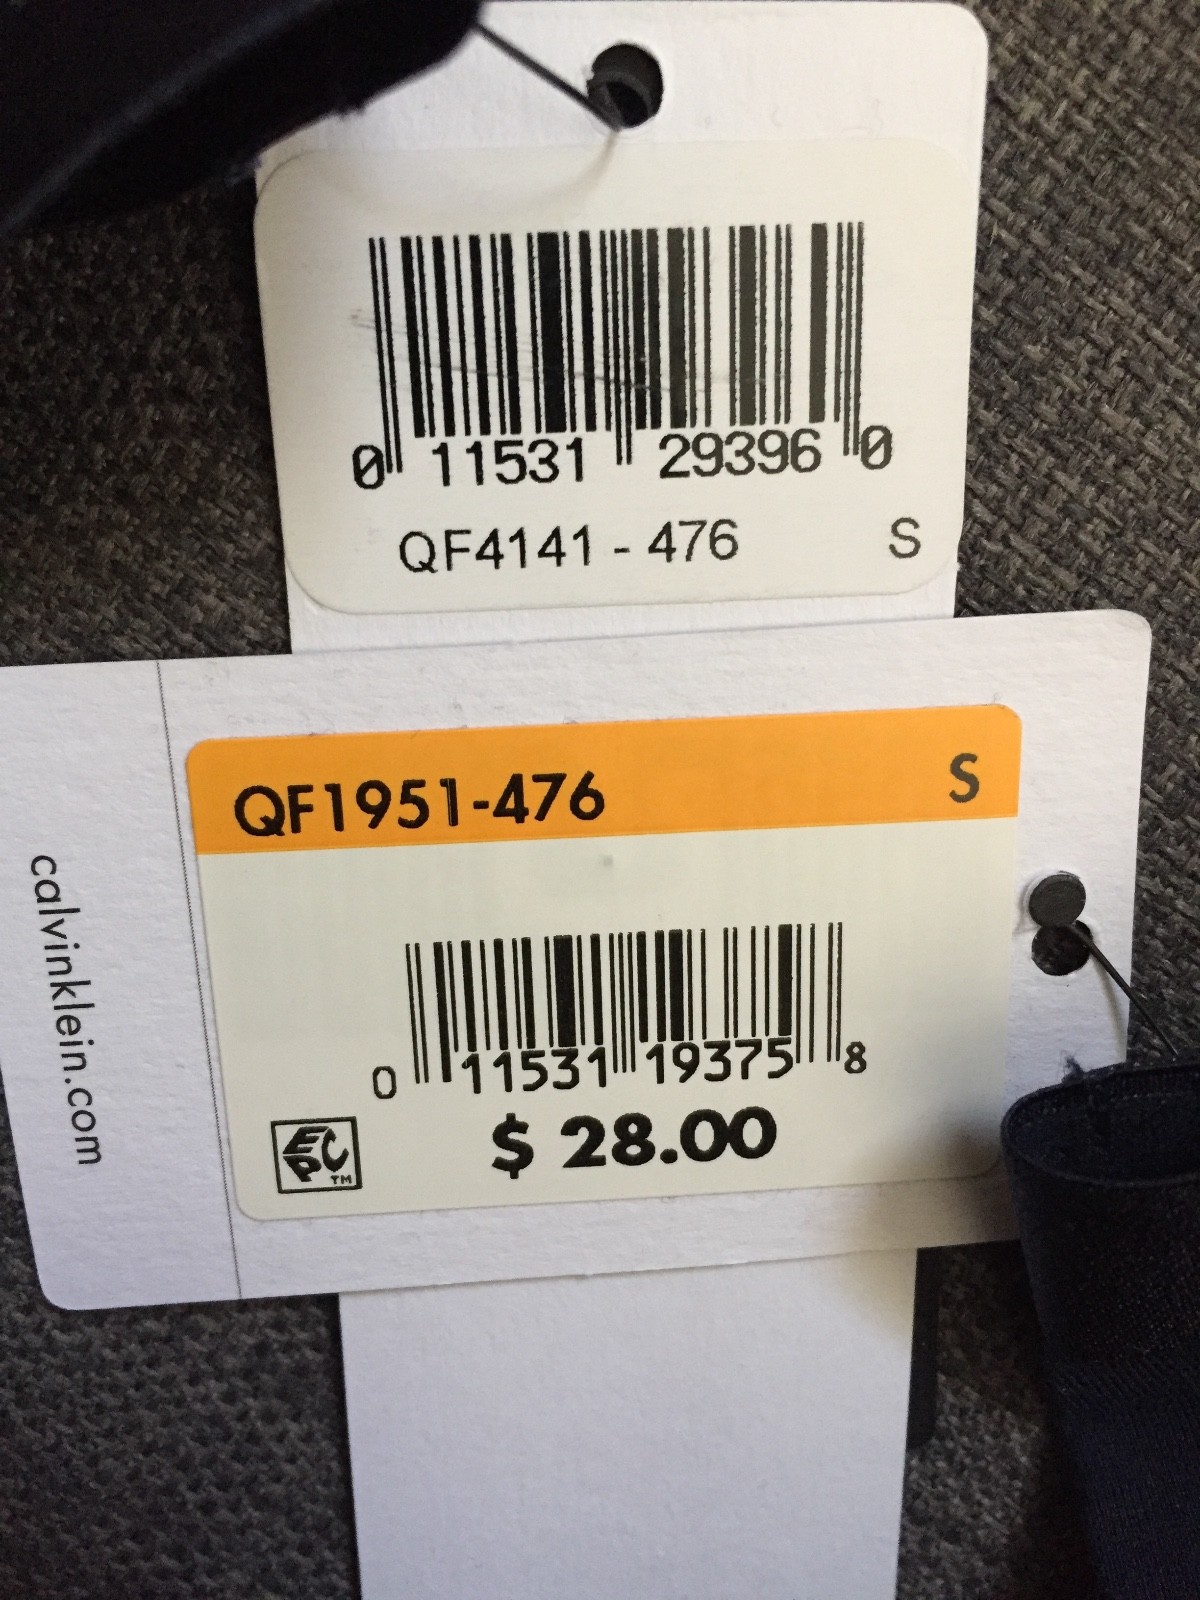 0 11531 29396 0
QF4141 - 476 S
QF1951-476 S
0 11531 19375 8
$ 28.00
EPC TM
calvinklein.com